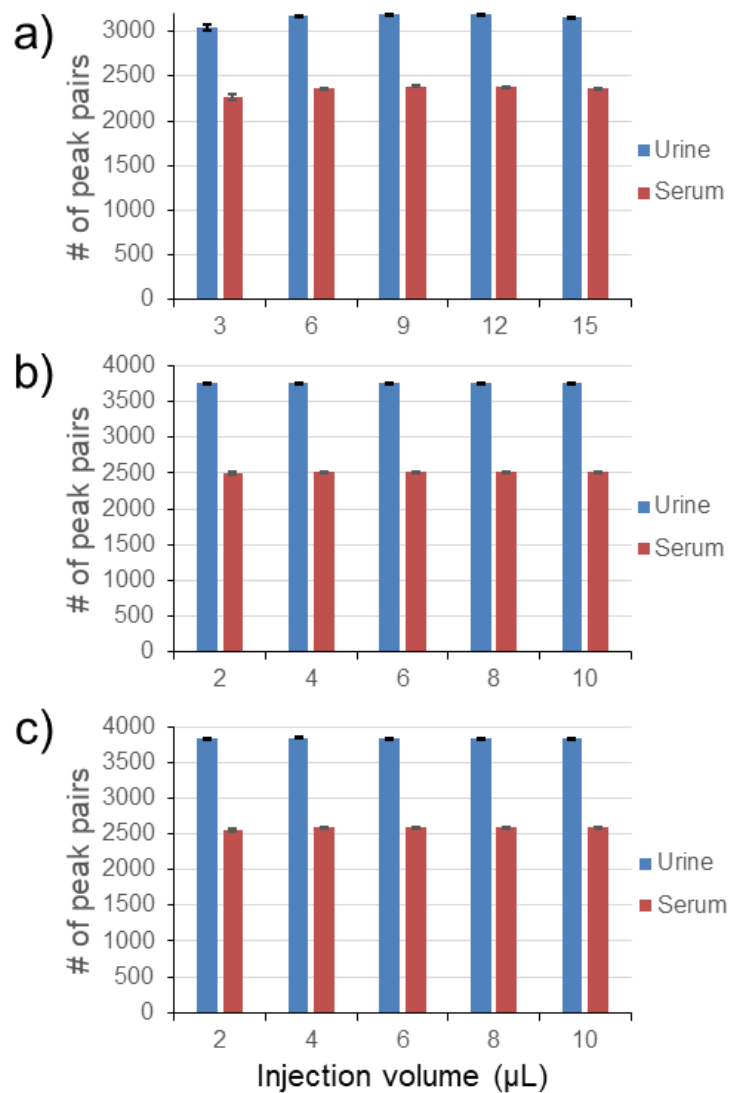 a)
# of peak pairs
3000
2500
2000
1500
1000
500
0
3 6 9 12 15
Urine
Serum
b)
# of peak pairs
4000
3500
3000
2500
2000
1500
1000
500
0
2 4 6 8 10
Urine
Serum
c)
# of peak pairs
4000
3500
3000
2500
2000
1500
1000
500
0
2 4 6 8 10
Urine
Serum
Injection volume (µL)